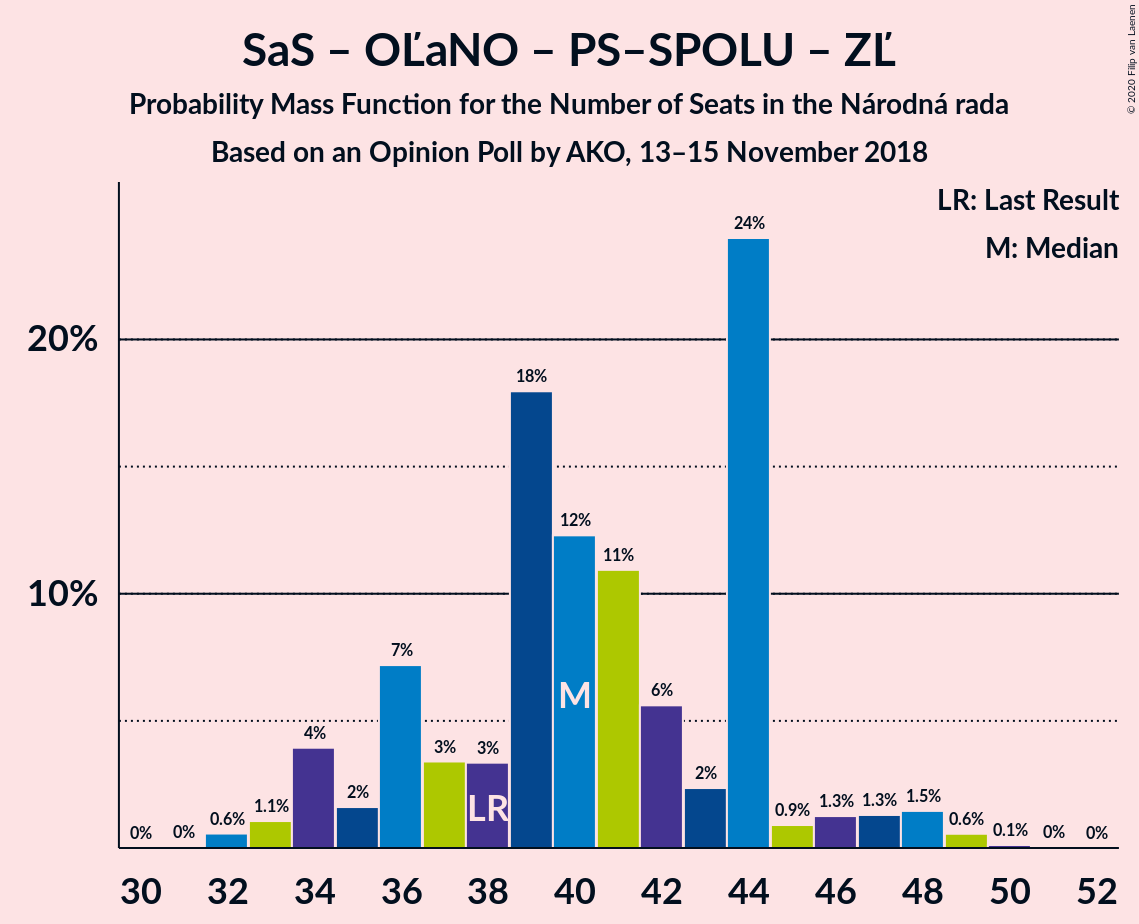 SaS – OĽaNO – PS–SPOLU – ZĽ
Probability Mass Function for the Number of Seats in the Národná rada
Based on an Opinion Poll by AKO, 13–15 November 2018
© 2020 Filip van Laenen
LR: Last Result
M: Median
20%
10%
0% 0% 0.6% 1.1% 4% 2% 7% 3% 3% 18% 12% 11% 6% 2% 24% 0.9% 1.3% 1.3% 1.5% 0.6% 0.1% 0% 0%
LR M
30 32 34 36 38 40 42 44 46 48 50 52